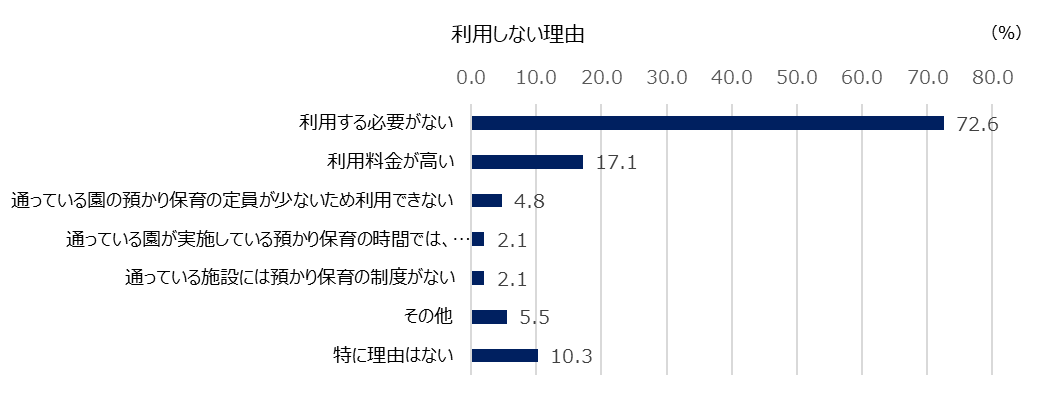 利用しない理由 (%)
0.0 10.0 20.0 30.0 40.0 50.0 60.0 70.0 80.0
利用する必要がない 72.6
利用料金が高い 17.1
通っている園の預かり保育の定員が少ないため利用できない 4.8
通っている園が実施している預かり保育の時間では、… 2.1
通っている施設には預かり保育の制度がない 2.1
その他 5.5
特に理由はない 10.3